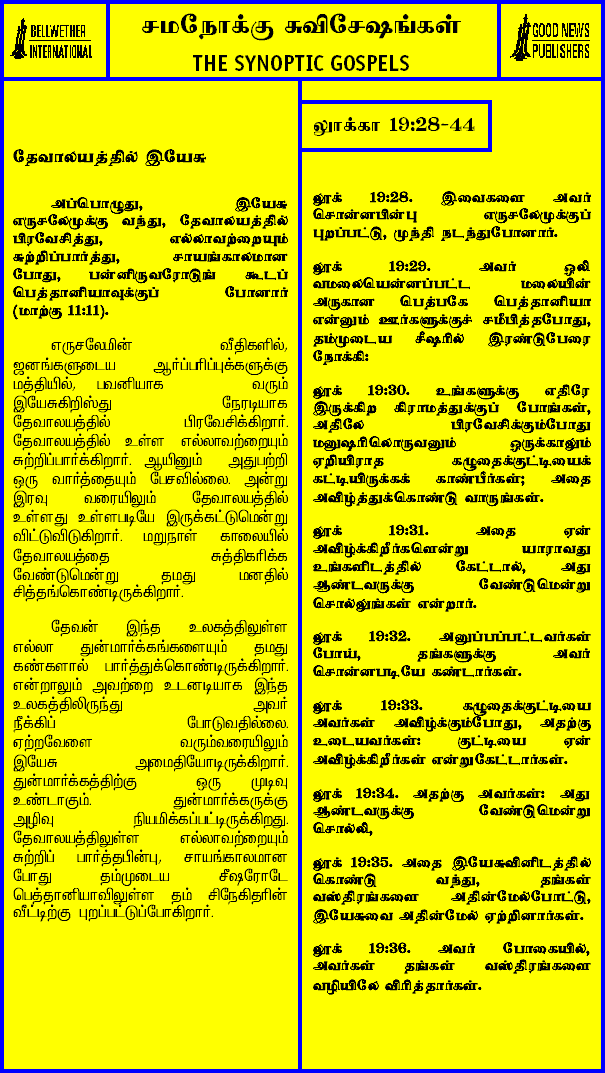 BELLWETHER
INTERNATIONAL
சமநோக்கு சுவிசேஷங்கள்
THE SYNOPTIC GOSPELS
GOOD NEWS
PUBLISHERS
தேவாலயத்தில் இயேசு
அப்பொழுது, இயேசு
எருசலேமுக்கு வந்து, தேவாலயத்தில்
பிரவேசித்து, எல்லாவற்றையும்
சுற்றிப்பார்த்து, சாயங்காலமான
போது, பன்னிருவரோடுங் கூடப்
பெத்தானியாவுக்குப் போனார்
(மாற்கு 11:11).
எருசலேமின் வீதிகளில்,
ஜனங்களுடைய ஆர்ப்பரிப்புக்களுக்கு
மத்தியில், பவனியாக வரும்
இயேசுகிறிஸ்து நேரடியாக
தேவாலயத்தில் பிரவேசிக்கிறார்.
தேவாலயத்தில் உள்ள எல்லாவற்றையும்
சுற்றிப்பார்க்கிறார். ஆயினும் அதுபற்றி
ஒரு வார்த்தையும் பேசவில்லை. அன்று
இரவு வரையிலும் தேவாலயத்தில்
உள்ளது உள்ளபடியே இருக்கட்டுமென்று
விட்டுவிடுகிறார். மறுநாள் காலையில்
தேவாலயத்தை சுத்திகரிக்க
வேண்டுமென்று தமது மனதில்
சித்தங்கொண்டிருக்கிறார்.
தேவன் இந்த உலகத்திலுள்ள
எல்லா துன்மார்க்கங்களையும் தமது
கண்களால் பார்த்துக்கொண்டிருக்கிறார்.
என்றாலும் அவற்றை உடனடியாக இந்த
உலகத்திலிருந்து அவர்
நீக்கிப் போடுவதில்லை.
ஏற்றவேளை வரும்வரையிலும்
இயேசு அமைதியோடிருக்கிறார்.
துன்மார்க்கத்திற்கு ஒரு முடிவு
உண்டாகும். துன்மார்க்கருக்கு
அழிவு நியமிக்கப்பட்டிருக்கிறது.
தேவாலயத்திலுள்ள எல்லாவற்றையும்
சுற்றிப் பார்த்தபின்பு, சாயங்காலமான
போது தம்முடைய சீஷரோடே
பெத்தானியாவிலுள்ள தம் சிநேகிதரின்
வீட்டிற்கு புறப்பட்டுப்போகிறார்.
லூக்கா 19:28-44
லூக் 19:28. இவைகளை அவர்
சொன்னபின்பு எருசலேமுக்குப்
புறப்பட்டு, முந்தி நடந்துபோனார்.
லூக் 19:29. அவர் ஒலி
வமலையென்னப்பட்ட மலையின்
அருகான பெத்பகே பெத்தானியா
என்னும் ஊர்களுக்குச் சமீபித்தபோது,
தம்முடைய சீஷரில் இரண்டுபேரை
நோக்கி:
லூக் 19:30. உங்களுக்கு எதிரே
இருக்கிற கிராமத்துக்குப் போங்கள்,
அதிலே பிரவேசிக்கும்போது
மனுஷரிலொருவனும் ஒருக்காலும்
ஏறியிராத கழுதைக்குட்டியைக்
கட்டியிருக்கக் காண்பீர்கள்; அதை
அவிழ்த்துக்கொண்டு வாருங்கள்.
லூக் 19:31. அதை ஏன்
அவிழ்க்கிறீர்களென்று யாராவது
உங்களிடத்தில் கேட்டால், அது
ஆண்டவருக்கு வேண்டுமென்று
சொல்லுங்கள் என்றார்.
லூக் 19:32. அனுப்பப்பட்டவர்கள்
போய், தங்களுக்கு அவர்
சொன்னபடியே கண்டார்கள்.
லூக் 19:33. கழுதைக்குட்டியை
அவர்கள் அவிழ்க்கும்போது, அதற்கு
உடையவர்கள்: குட்டியை ஏன்
அவிழ்க்கிறீர்கள் என்றுகேட்டார்கள்.
லூக் 19:34. அதற்கு அவர்கள்: அது
ஆண்டவருக்கு வேண்டுமென்று
சொல்லி,
லூக் 19:35. அதை இயேசுவினிடத்தில்
கொண்டு வந்து, தங்கள்
வஸ்திரங்களை அதின்மேல்போட்டு,
இயேசுவை அதின்மேல் ஏற்றினார்கள்.
லூக் 19:36. அவர் போகையில்,
அவர்கள் தங்கள் வஸ்திரங்களை
வழியிலே விரித்தார்கள்.